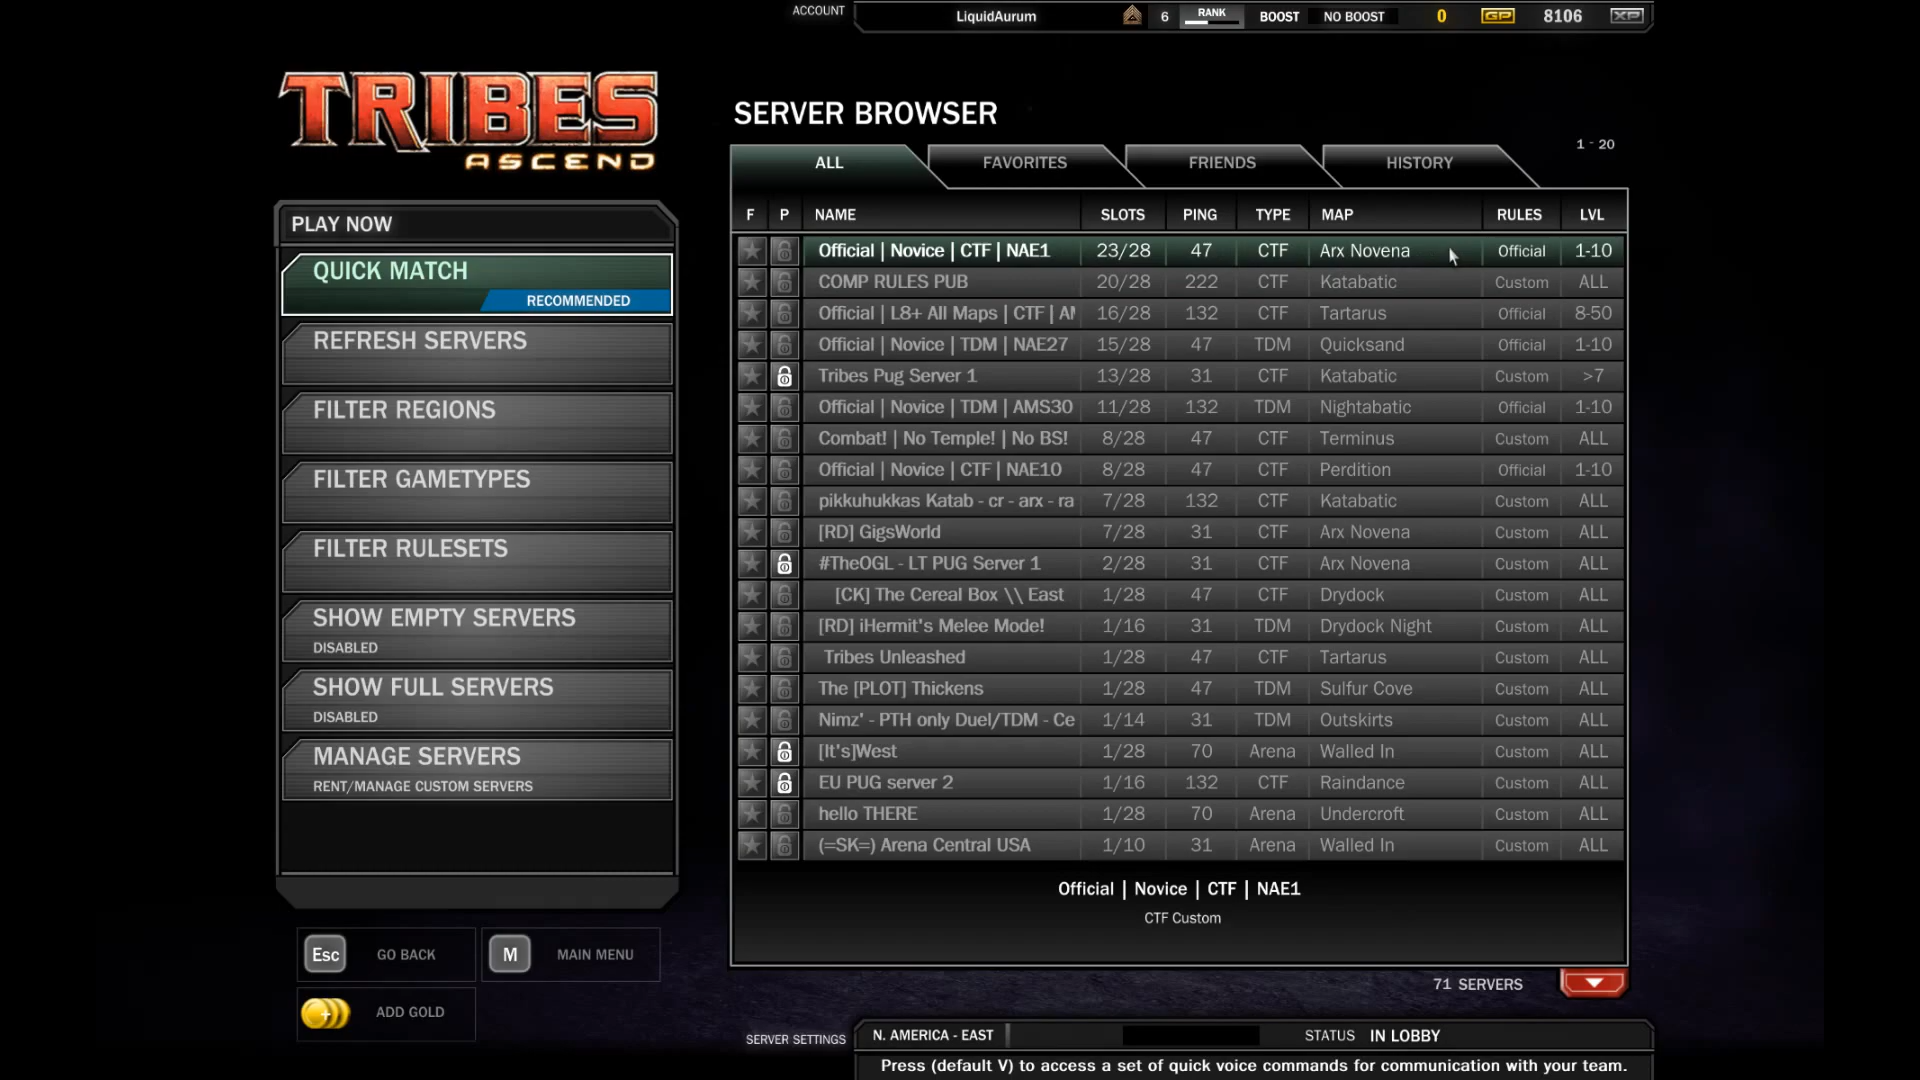 ACCOUNT LiquidAurum 6 RANK BOOST NO BOOST 0 GP 8106 XP
TRIBES
ASCEND
SERVER BROWSER
1 - 20
ALL FAVORITES FRIENDS HISTORY
PLAY NOW
QUICK MATCH
RECOMMENDED
REFRESH SERVERS
FILTER REGIONS
FILTER GAMETYPES
FILTER RULESETS
SHOW EMPTY SERVERS
DISABLED
SHOW FULL SERVERS
DISABLED
MANAGE SERVERS
RENT/MANAGE CUSTOM SERVERS
F P NAME SLOTS PING TYPE MAP RULES LVL
Official | Novice | CTF | NAE1 23/28 47 CTF Arx Novena Official 1-10
COMP RULES PUB 20/28 222 CTF Katabatic Custom ALL
Official | L8+ All Maps | CTF | AM 16/28 132 CTF Tartarus Official 8-50
Official | Novice | TDM | NAE27 15/28 47 TDM Quicksand Official 1-10
Tribes Pug Server 1 13/28 31 CTF Katabatic Custom >7
Official | Novice | TDM | AMS30 11/28 132 TDM Nightabatic Official 1-10
Combat! | No Temple! | No BS! 8/28 47 CTF Terminus Custom ALL
Official | Novice | CTF | NAE10 8/28 47 CTF Perdition Official 1-10
pikkuhukkas Katab - cr - arx - ra 7/28 132 CTF Katabatic Custom ALL
[RD] GigsWorld 7/28 31 CTF Arx Novena Custom ALL
#TheOGL - LT PUG Server 1 2/28 31 CTF Arx Novena Custom ALL
[CK] The Cereal Box \\ East 1/28 47 CTF Drydock Custom ALL
[RD] iHermit's Melee Mode! 1/16 31 TDM Drydock Night Custom ALL
Tribes Unleashed 1/28 47 CTF Tartarus Custom ALL
The [PLOT] Thickens 1/28 47 TDM Sulfur Cove Custom ALL
Nimz' - PTH only Duel/TDM - Ce 1/14 31 TDM Outskirts Custom ALL
[It's]West 1/28 70 Arena Walled In Custom ALL
EU PUG server 2 1/16 132 CTF Raindance Custom ALL
hello THERE 1/28 70 Arena Undercroft Custom ALL
(=SK=) Arena Central USA 1/10 31 Arena Walled In Custom ALL
Official | Novice | CTF | NAE1
CTF Custom
71 SERVERS
Esc GO BACK M MAIN MENU
ADD GOLD
SERVER SETTINGS N. AMERICA - EAST STATUS IN LOBBY
Press (default V) to access a set of quick voice commands for communication with your team.